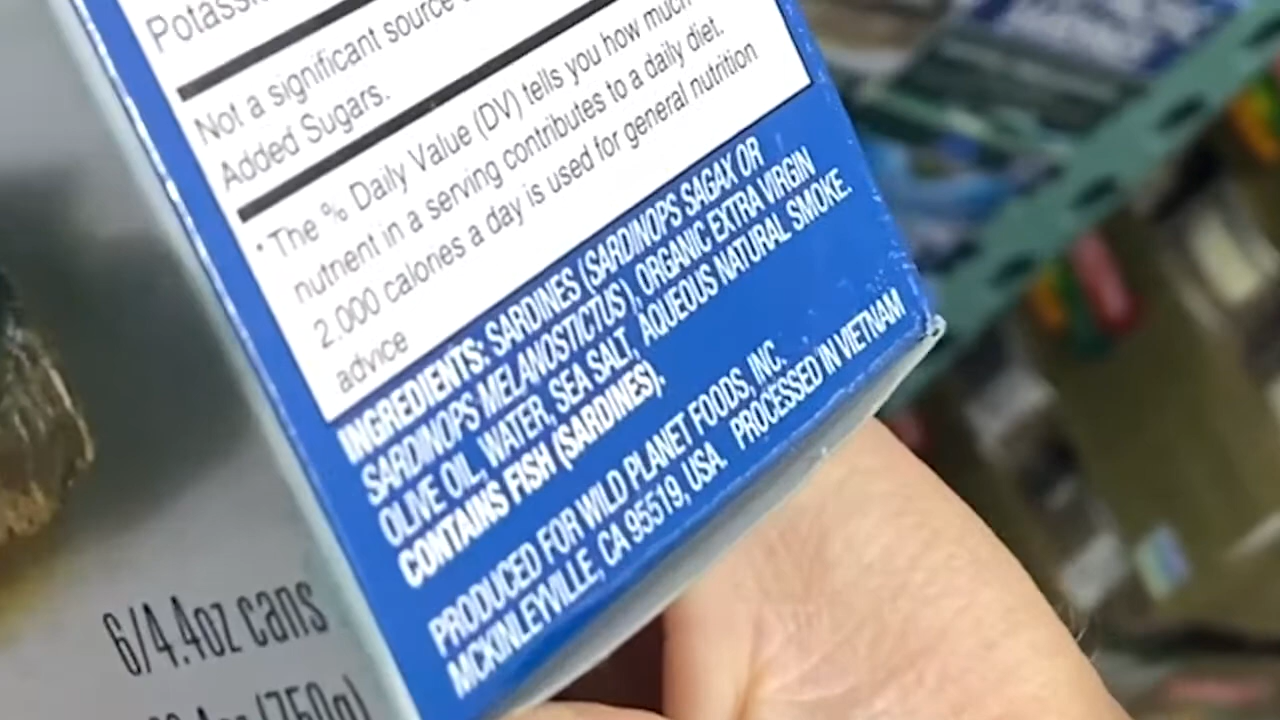 Not a significant source
Added Sugars.
* The % Daily Value (DV) tells you how much
nutrient in a serving contributes to a daily diet.
2,000 calories a day is used for general nutrition
advice
INGREDIENTS: SARDINES (SARDINOPS SAGAX OR
SARDINOPS MELANOSTICTUS), ORGANIC EXTRA VIRGIN
OLIVE OIL, WATER, SEA SALT, AQUEOUS NATURAL SMOKE.
CONTAINS FISH (SARDINES).
PRODUCED FOR WILD PLANET FOODS, INC.
MCKINLEYVILLE, CA 95519, USA. PROCESSED IN VIETNAM
6/4.4oz cans
(750g)